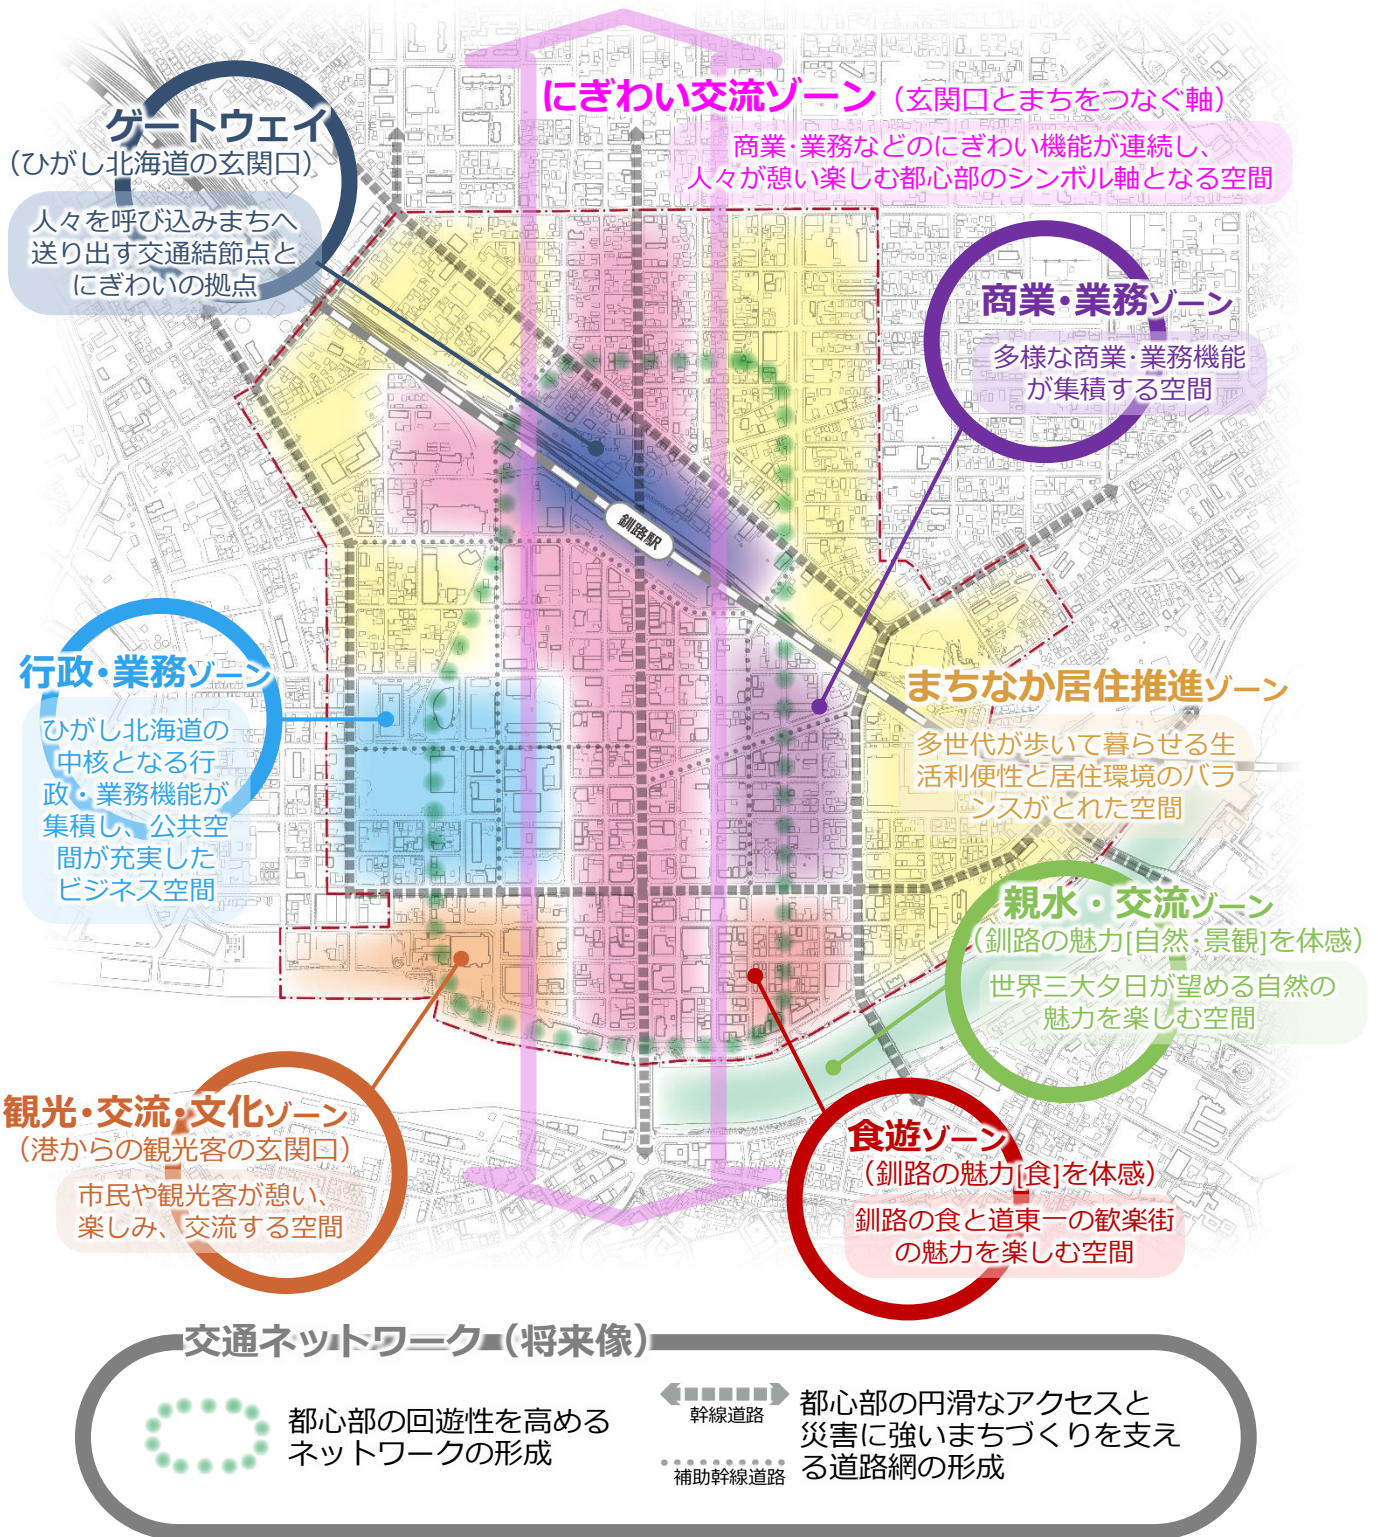 にぎわい交流ゾーン（玄関口とまちをつなぐ軸）
商業･業務などのにぎわい機能が連続し、
人々が憩い楽しむ都心部のシンボル軸となる空間
ゲートウェイ
（ひがし北海道の玄関口）
人々を呼び込みまちへ
送り出す交通結節点と
にぎわいの拠点
商業･業務ゾーン
多様な商業･業務機能
が集積する空間
釧路駅
行政･業務ゾーン
ひがし北海道の
中核となる行
政・業務機能が
集積し、公共空
間が充実した
ビジネス空間
まちなか居住推進ゾーン
多世代が歩いて暮らせる生
活利便性と居住環境のバラ
ンスがとれた空間
親水・交流ゾーン
（釧路の魅力[自然･景観]を体感）
世界三大夕日が望める自然の
魅力を楽しむ空間
観光･交流･文化ゾーン
（港からの観光客の玄関口）
市民や観光客が憩い、
楽しみ、交流する空間
食遊ゾーン
（釧路の魅力[食]を体感）
釧路の食と道東一の歓楽街
の魅力を楽しむ空間
交通ネットワーク（将来像）
都心部の回遊性を高める
ネットワークの形成
幹線道路
補助幹線道路
都心部の円滑なアクセスと
災害に強いまちづくりを支え
る道路網の形成